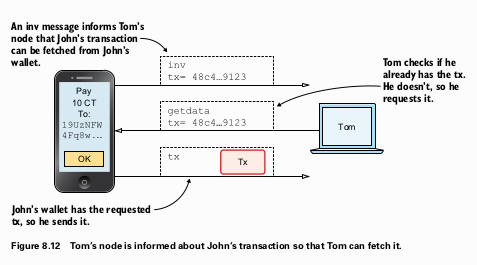 An inv message informs Tom's
node that John's transaction
can be fetched from John's
wallet.
inv
tx= 48c4…9123
Tom checks if he
already has the tx.
He doesn't, so he
requests it.
Pay
10 CT
To:
19UzNFW
4Fq8w...
OK
getdata
tx= 48c4…9123
Tom
tx
Tx
John's wallet has the requested
tx, so he sends it.
Figure 8.12 Tom's node is informed about John's transaction so that Tom can fetch it.